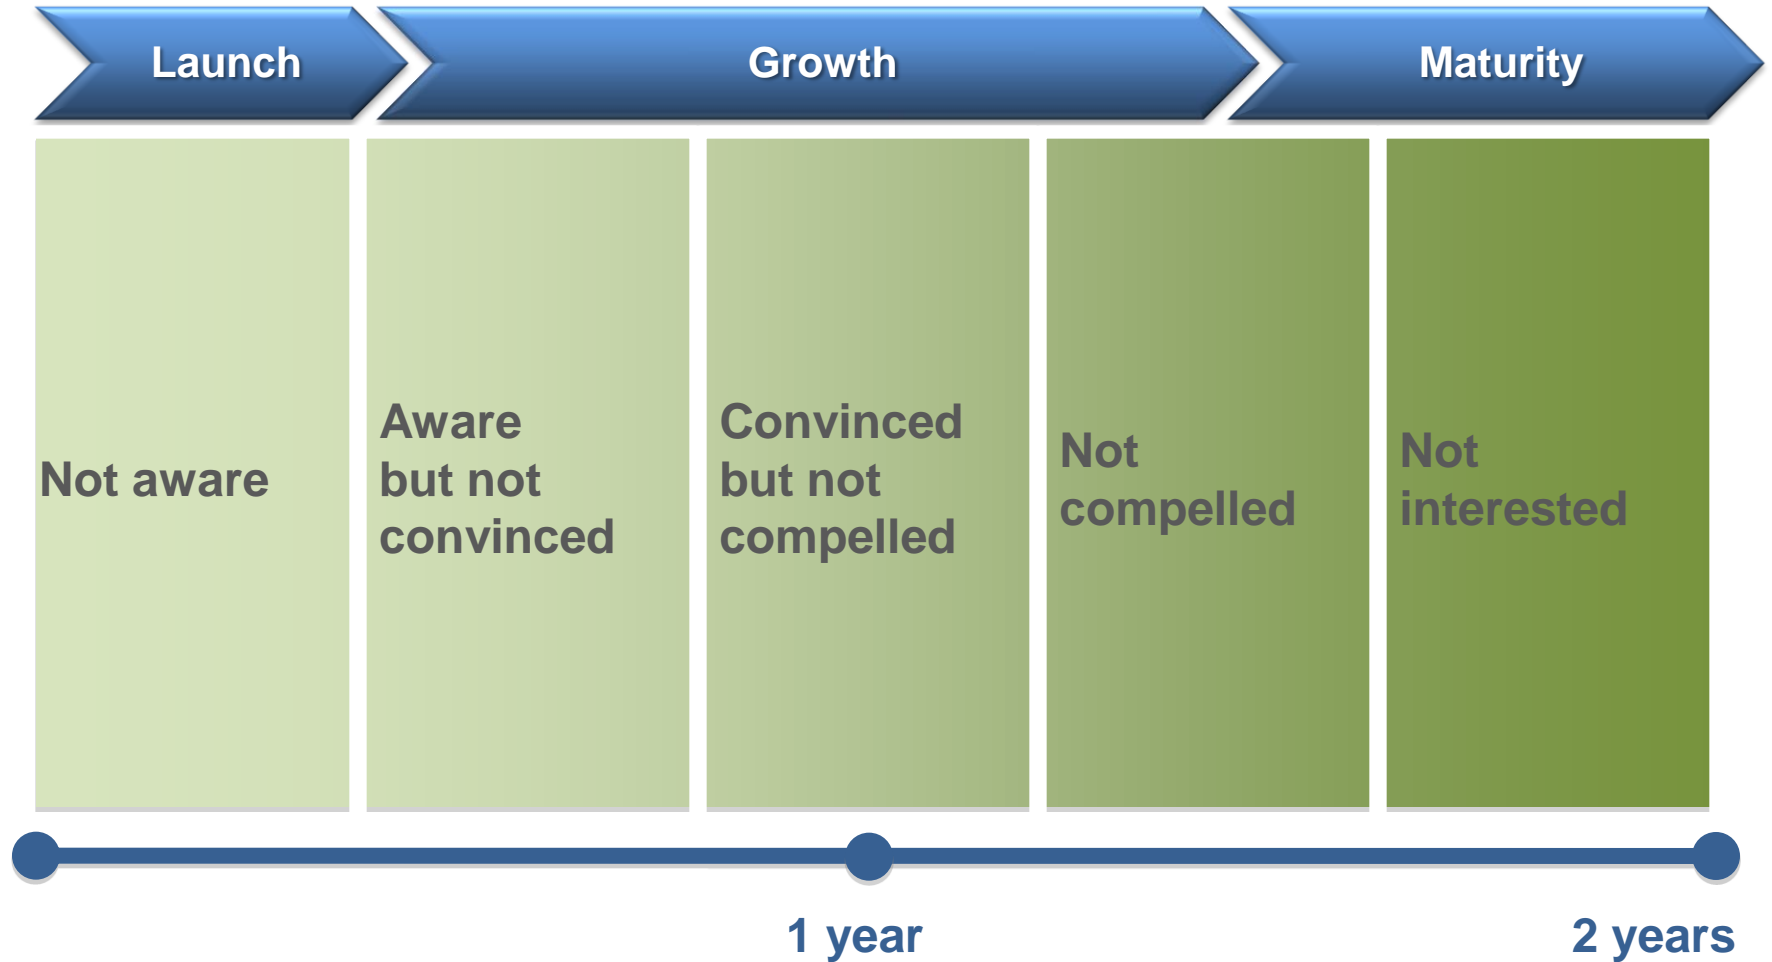 Launch
Growth
Maturity
Not aware
Aware
but not
convinced
Convinced
but not
compelled
Not
compelled
Not
interested
1 year
2 years